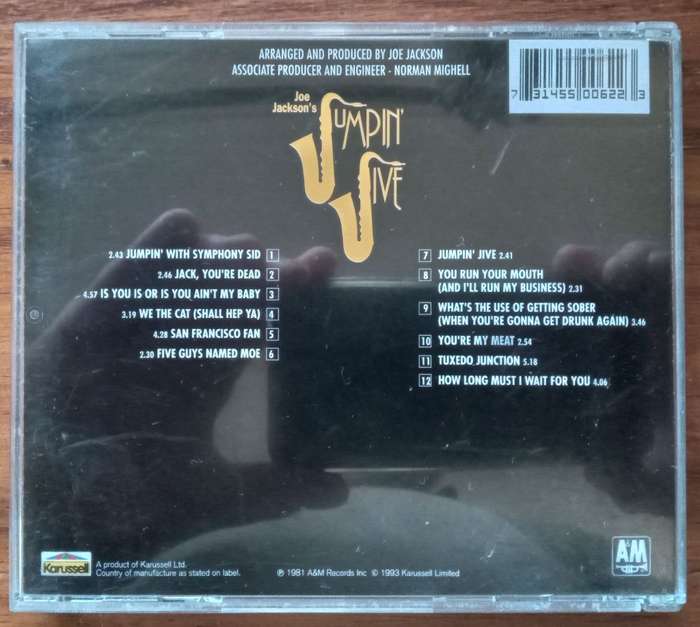 ARRANGED AND PRODUCED BY JOE JACKSON
ASSOCIATE PRODUCER AND ENGINEER - NORMAN MIGHELL
7 31455 00622 3
Joe
Jackson's
JUMPIN'
JIVE
2.43 JUMPIN' WITH SYMPHONY SID 1
2.46 JACK, YOU'RE DEAD 2
4.57 IS YOU IS OR IS YOU AIN'T MY BABY 3
3.19 WE THE CAT (SHALL HEP YA) 4
4.28 SAN FRANCISCO FAN 5
2.30 FIVE GUYS NAMED MOE 6
7 JUMPIN' JIVE 2.41
8 YOU RUN YOUR MOUTH
(AND I'LL RUN MY BUSINESS) 2.31
9 WHAT'S THE USE OF GETTING SOBER
(WHEN YOU'RE GONNA GET DRUNK AGAIN) 3.46
10 YOU'RE MY MEAT 2.54
11 TUXEDO JUNCTION 5.18
12 HOW LONG MUST I WAIT FOR YOU 4.06
Karussell
A product of Karussell Ltd.
Country of manufacture as stated on label.
℗ 1981 A&M Records Inc © 1993 Karussell Limited
A&M